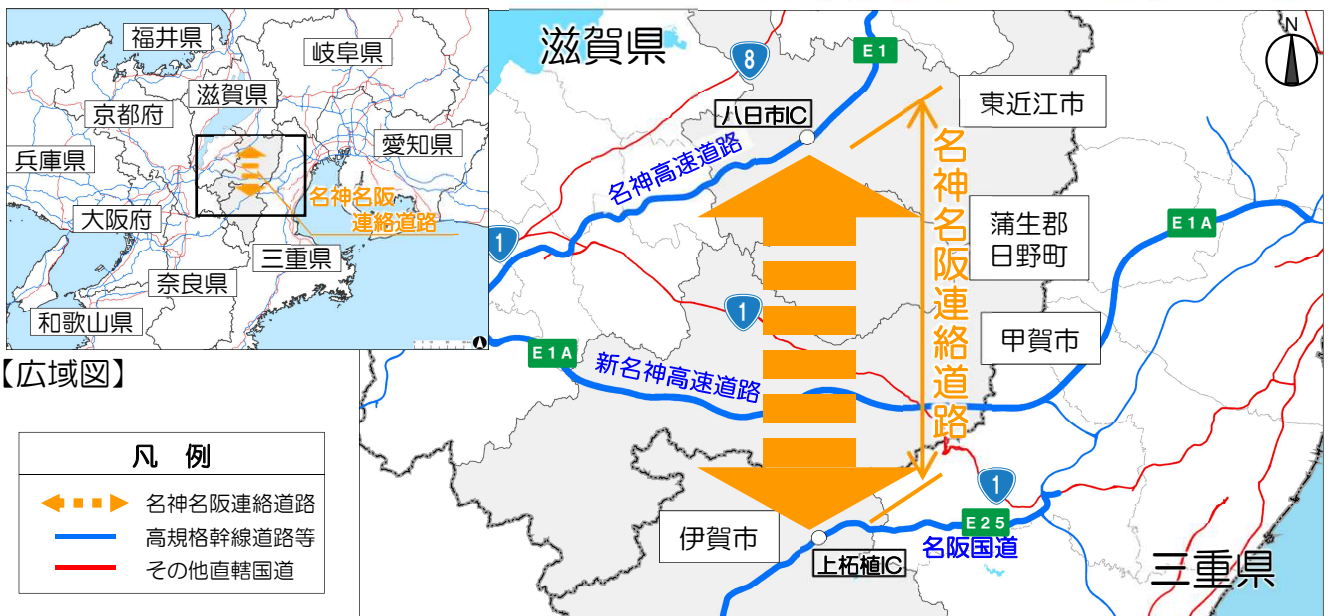 福井県
岐阜県
滋賀県
京都府
兵庫県
愛知県
名神名阪
連絡道路
大阪府
三重県
奈良県
和歌山県
【広域図】
凡 例
名神名阪連絡道路
高規格幹線道路等
その他直轄国道
滋賀県
8
E1
N
東近江市
八日市IC
名神高速道路
名神名阪連絡道路
蒲生郡
日野町
E1A
1
1
甲賀市
E1A
新名神高速道路
1
伊賀市
E25
名阪国道
上柘植IC
三重県